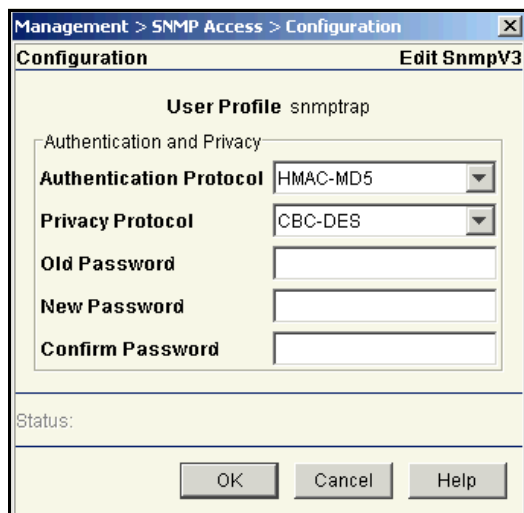 Management > SNMP Access > Configuration
Configuration Edit SnmpV3
User Profile snmptrap
Authentication and Privacy
Authentication Protocol HMAC-MD5
Privacy Protocol CBC-DES
Old Password
New Password
Confirm Password
Status:
OK Cancel Help